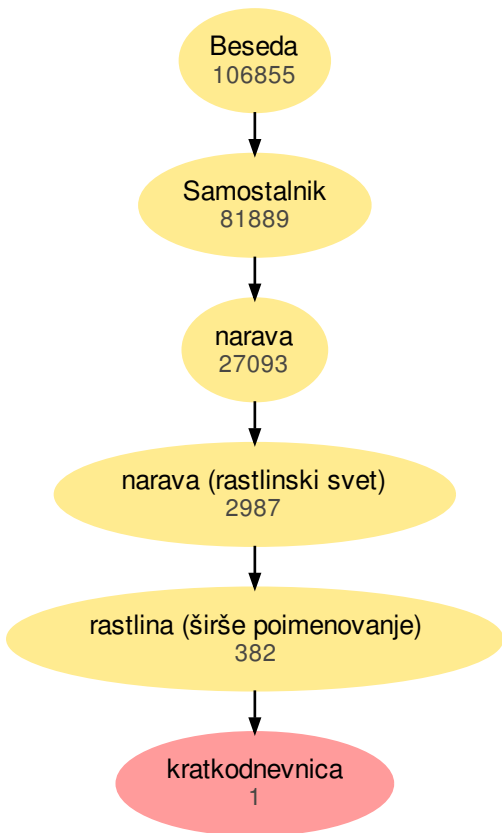 Beseda
106855
Samostalnik
81889
narava
27093
narava (rastlinski svet)
2987
rastlina (širše poimenovanje)
382
kratkodnevnica
1